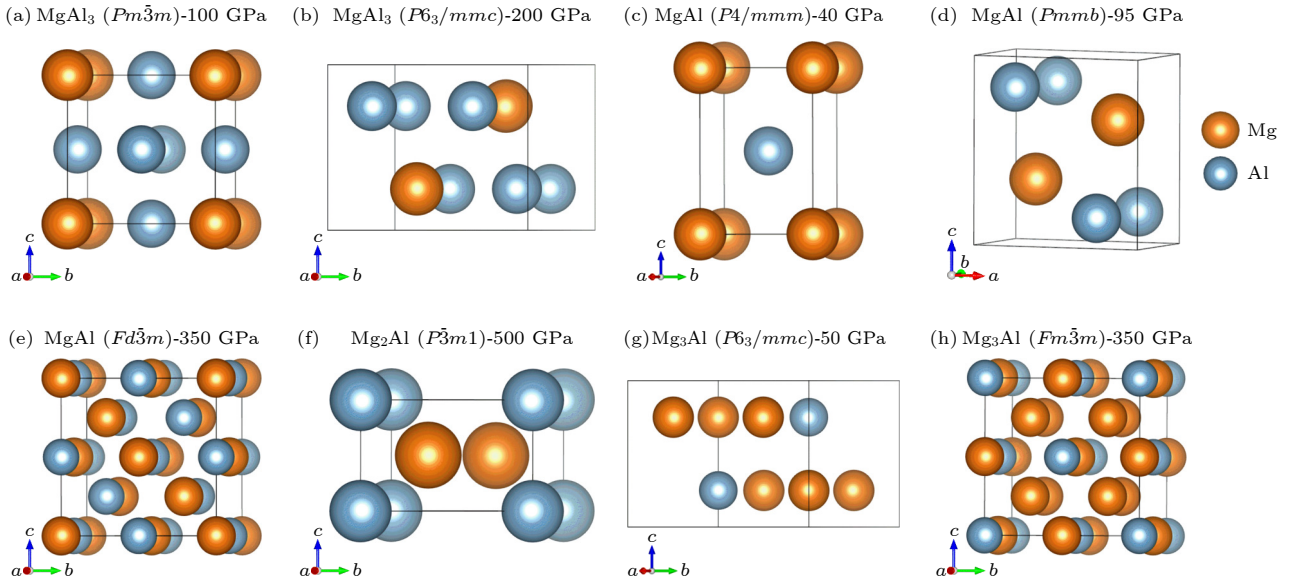 (a) MgAl₃ (Pm3̄m)-100 GPa
(b) MgAl₃ (P6₃/mmc)-200 GPa
(c) MgAl (P4/mmm)-40 GPa
(d) MgAl (Pmmb)-95 GPa
c
a b
c
a b
c
a b
c
b
a
Mg
Al
(e) MgAl (Fd3̄m)-350 GPa
(f) Mg₂Al (P3̄m1)-500 GPa
(g) Mg₃Al (P6₃/mmc)-50 GPa
(h) Mg₃Al (Fm3̄m)-350 GPa
c
a b
c
a b
c
a b
c
a b